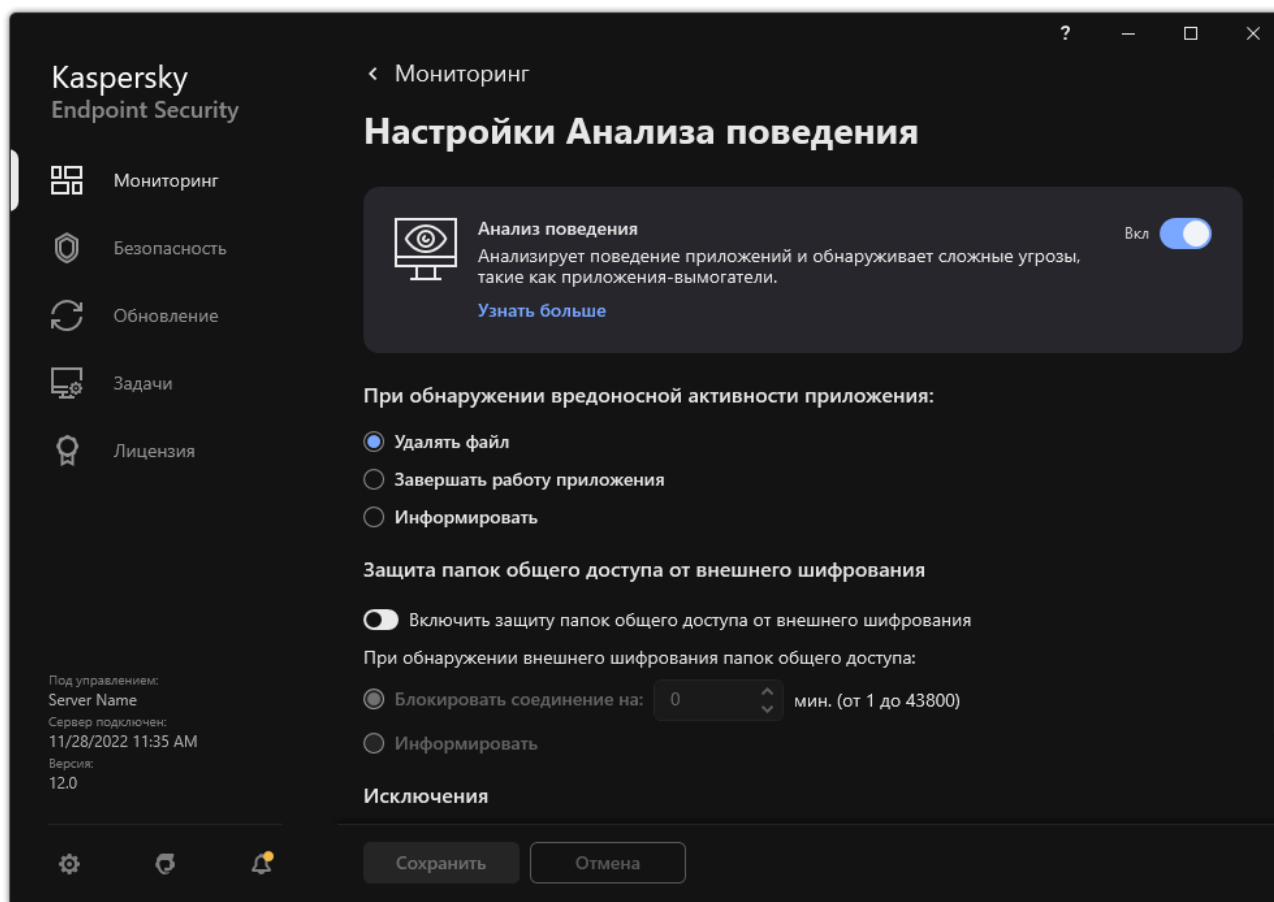 ?
Kaspersky
Endpoint Security
Мониторинг
Безопасность
Обновление
Задачи
Лицензия
Под управлением:
Server Name
Сервер подключен:
11/28/2022 11:35 AM
Версия:
12.0
Мониторинг
Настройки Анализа поведения
Анализ поведения
Вкл
Анализирует поведение приложений и обнаруживает сложные угрозы,
такие как приложения-вымогатели.
Узнать больше
При обнаружении вредоносной активности приложения:
Удалять файл
Завершать работу приложения
Информировать
Защита папок общего доступа от внешнего шифрования
Включить защиту папок общего доступа от внешнего шифрования
При обнаружении внешнего шифрования папок общего доступа:
Блокировать соединение на: 0 мин. (от 1 до 43800)
Информировать
Исключения
Сохранить Отмена